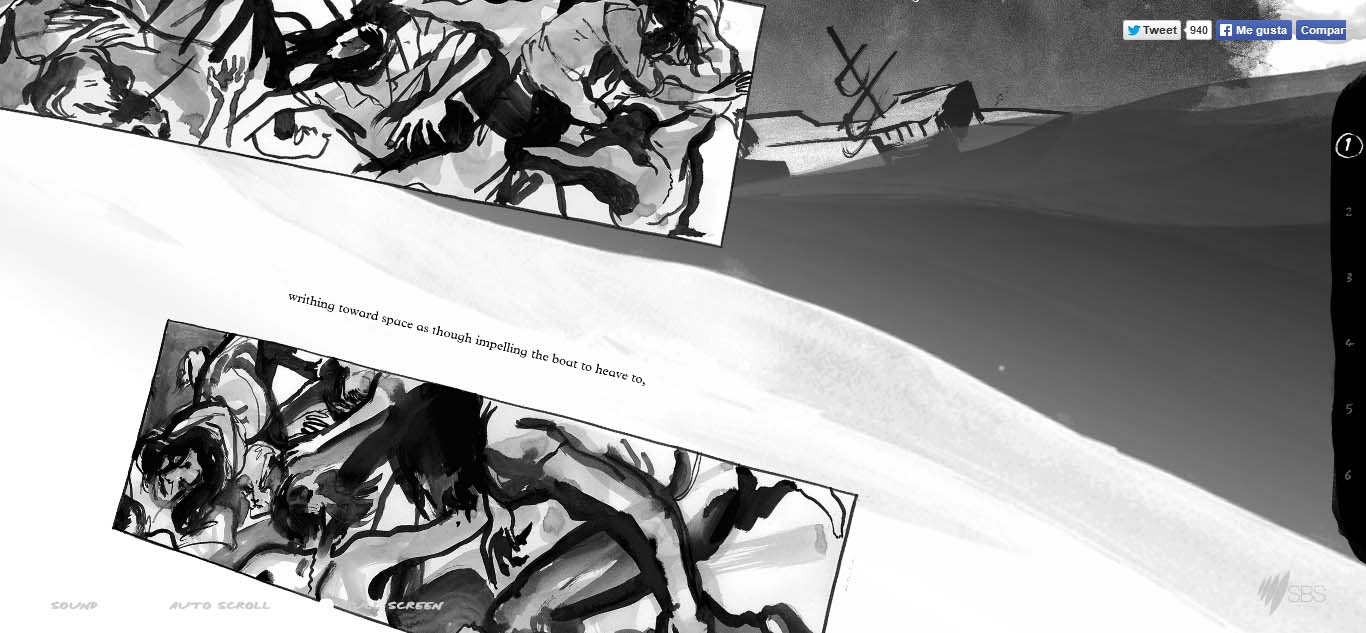 Tweet 940 Me gusta Compar
1
2
3
writhing toward space as though impelling the boat to heave to,
4
5
6
SBS
SOUND AUTO SCROLL SCREEN